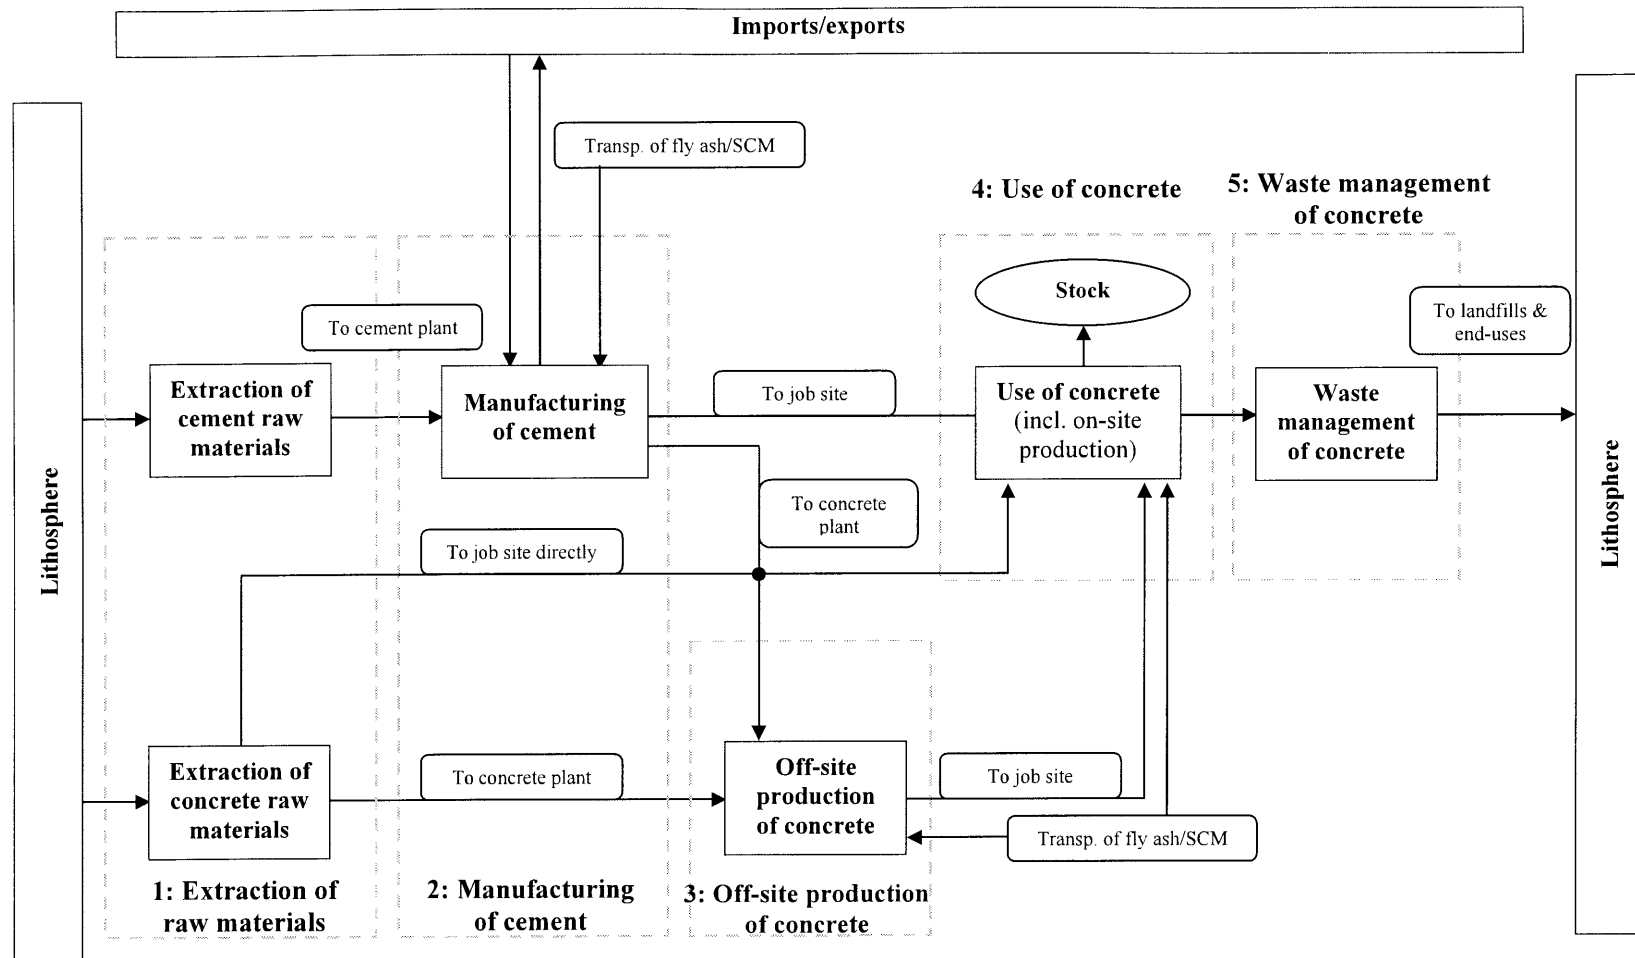 Imports/exports
Transp. of fly ash/SCM
4: Use of concrete
5: Waste management
of concrete
Stock
To landfills &
end-uses
To cement plant
Extraction of
cement raw
materials
Manufacturing
of cement
To job site
Use of concrete
(incl. on-site
production)
Waste
management
of concrete
Lithosphere
Lithosphere
To concrete
plant
To job site directly
Extraction of
concrete raw
materials
To concrete plant
Off-site
production
of concrete
To job site
Transp. of fly ash/SCM
1: Extraction of
raw materials
2: Manufacturing
of cement
3: Off-site production
of concrete